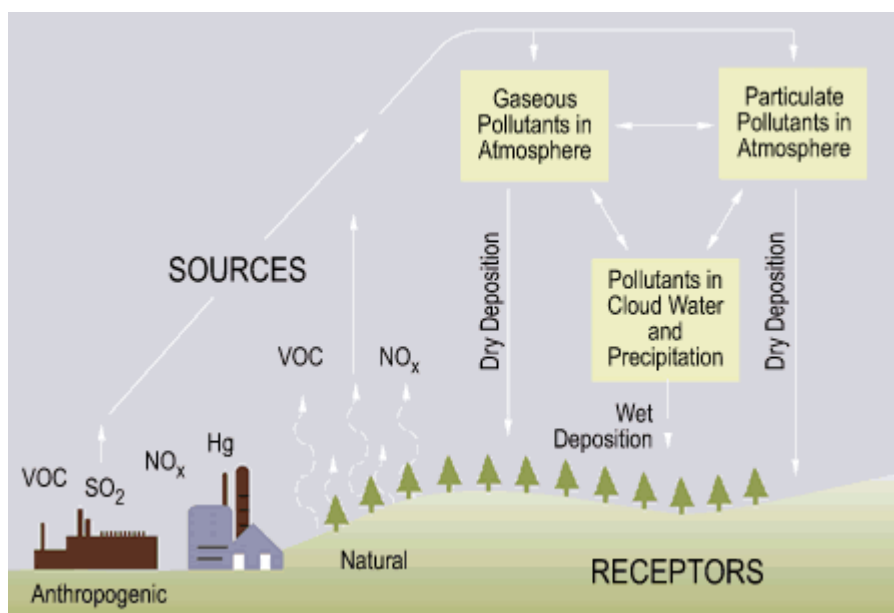 Gaseous
Pollutants in
Atmosphere
Particulate
Pollutants in
Atmosphere
SOURCES
Dry Deposition
Pollutants in
Cloud Water
and
Precipitation
Dry Deposition
VOC
NOx
Wet
Deposition
VOC
SO2
NOx
Hg
Natural
RECEPTORS
Anthropogenic